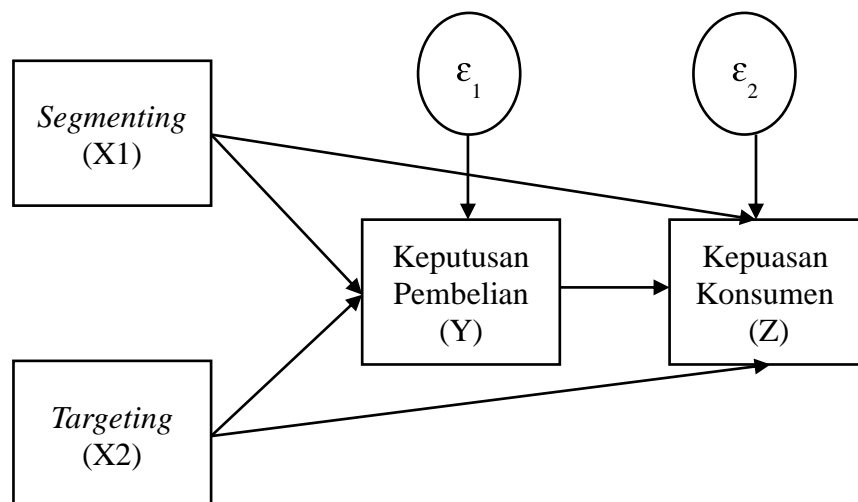 ε₁
ε₂
Segmenting
(X1)
Keputusan
Pembelian
(Y)
Kepuasan
Konsumen
(Z)
Targeting
(X2)